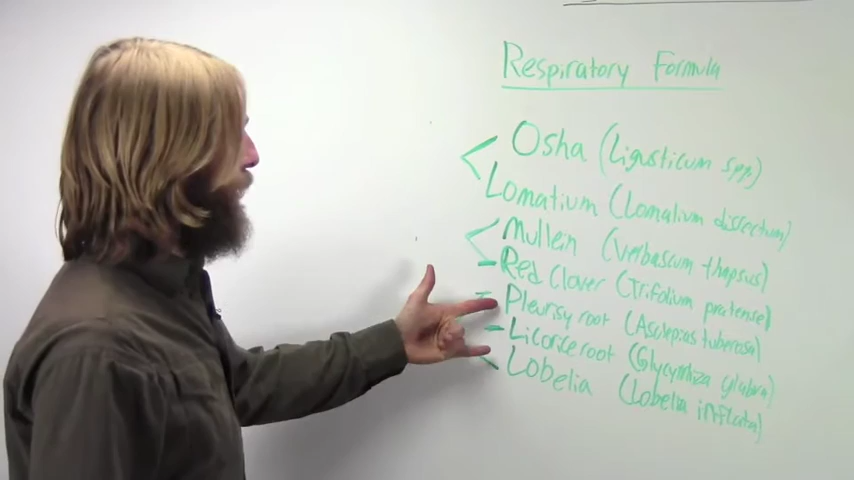 Respiratory Formula
Osha (Ligusticum spp.)
Lomatium (Lomatium dissectum)
Mullein (Verbascum thapsus)
Red Clover (Trifolium pratense)
Pleurisy root (Asclepias tuberosa)
Licorice root (Glycyrrhiza glabra)
Lobelia (Lobelia inflata)